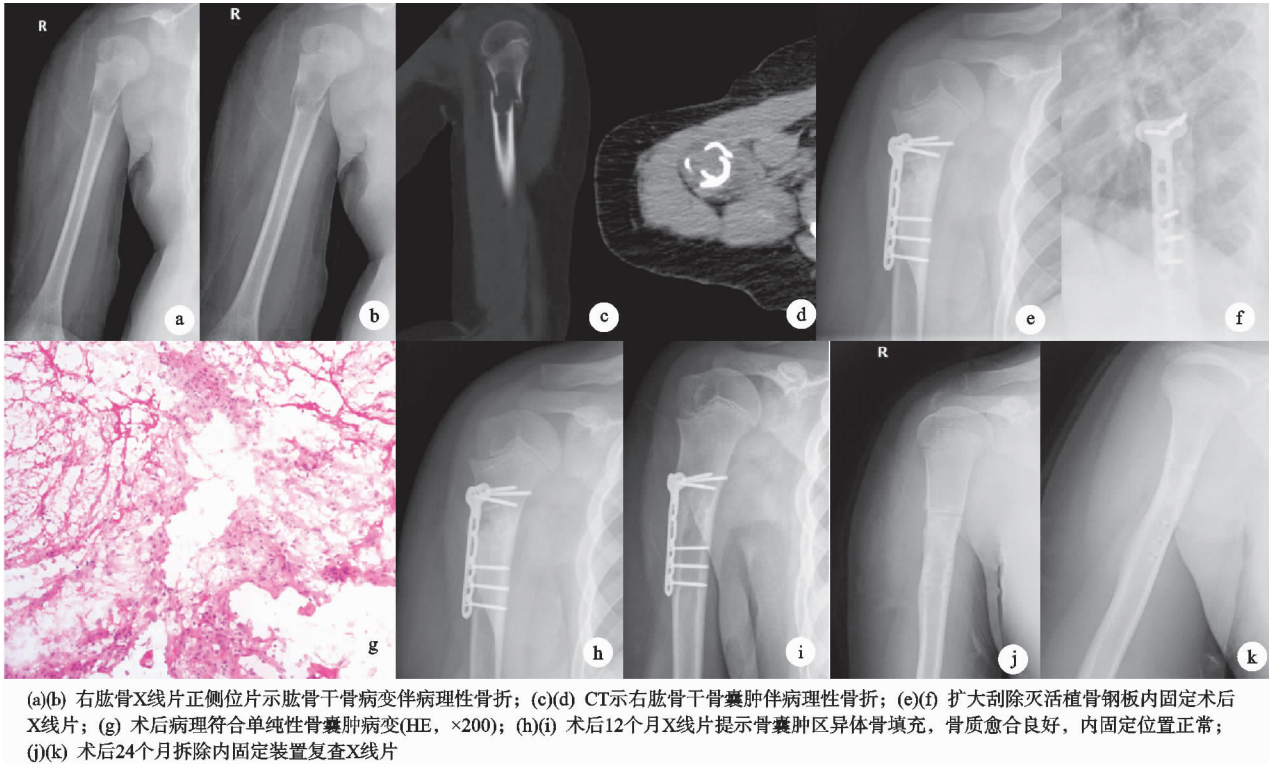 R
R
a
b
c
d
e
f
g
h
i
R
j
k
(a)(b) 右肱骨X线片正侧位片示肱骨干骨病变伴病理性骨折；(c)(d) CT示右肱骨干骨囊肿伴病理性骨折；(e)(f) 扩大刮除灭活植骨钢板内固定术后
X线片；(g) 术后病理符合单纯性骨囊肿病变(HE，×200)；(h)(i) 术后12个月X线片提示骨囊肿区异体骨填充，骨质愈合良好，内固定位置正常；
(j)(k) 术后24个月拆除内固定装置复查X线片